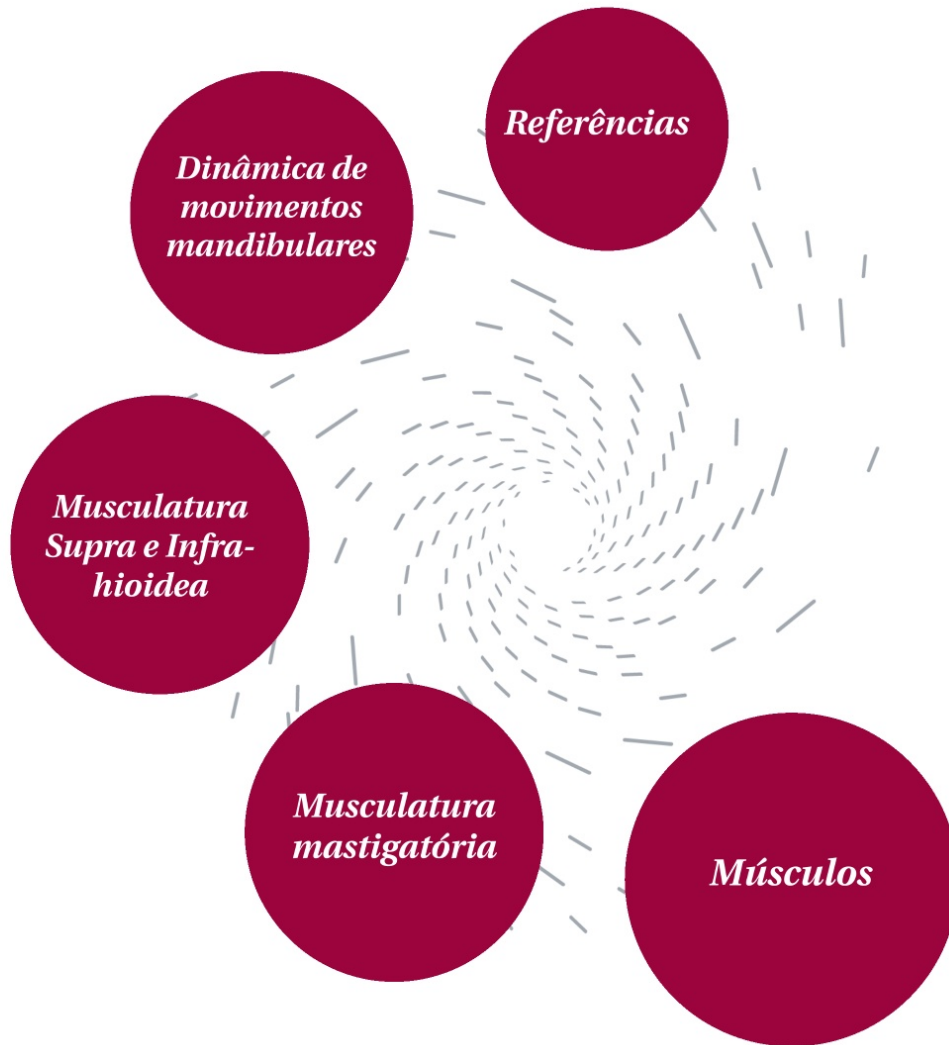 Referências
Dinâmica de
movimentos
mandibulares
Musculatura
Supra e Infra-
hioidea
Musculatura
mastigatória
Músculos